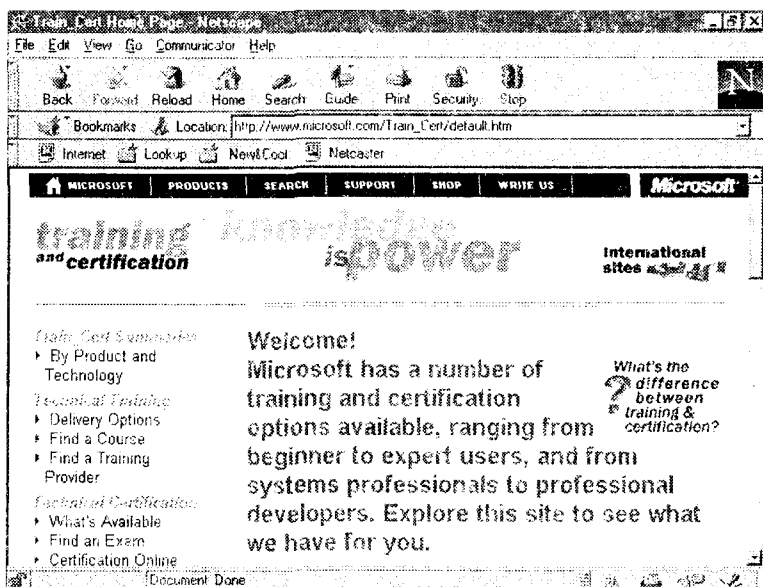 Train_Cert Home Page - Netscape
File Edit View Go Communicator Help
Back Forward Reload Home Search Guide Print Security Stop
N
Bookmarks Location: http://www.microsoft.com/Train_Cert/default.htm
Internet Lookup New&Cool Netcaster
MICROSOFT PRODUCTS SEARCH SUPPORT SHOP WRITE US Microsoft
training and certification
knowledge is power
International sites
Train_Cert Summaries
By Product and
Technology
Technical Training
Delivery Options
Find a Course
Find a Training
Provider
Technical Certification
What's Available
Find an Exam
Certification Online
Welcome!
Microsoft has a number of
training and certification
options available, ranging from
beginner to expert users, and from
systems professionals to professional
developers. Explore this site to see what
we have for you.
What's the
? difference
between
training &
certification?
Document: Done